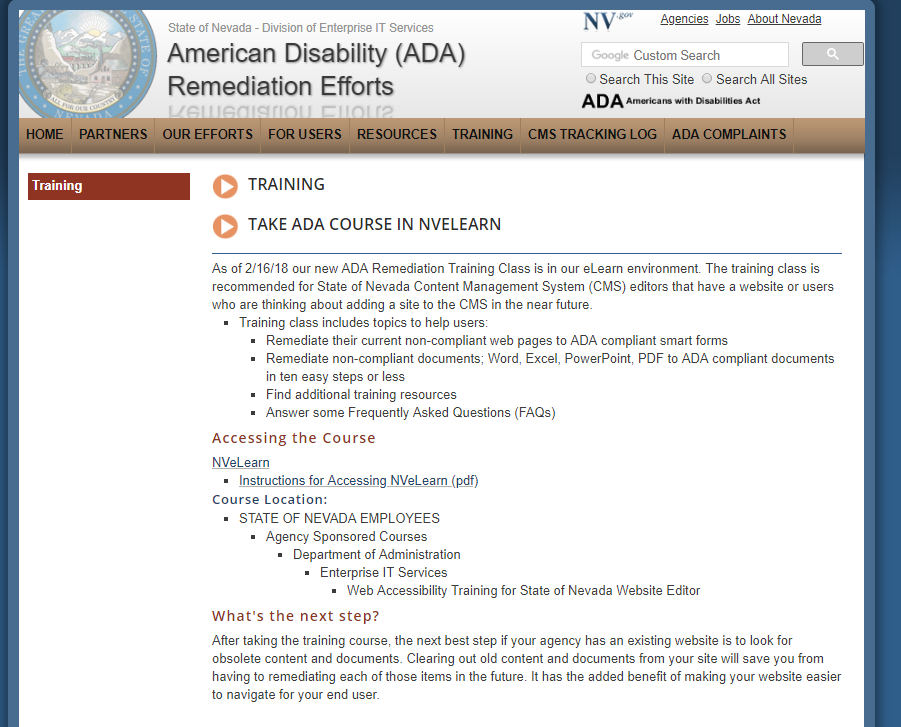 State of Nevada - Division of Enterprise IT Services
American Disability (ADA)
Remediation Efforts
NV.gov
Agencies Jobs About Nevada
Google Custom Search
Search This Site Search All Sites
ADA Americans with Disabilities Act
HOME PARTNERS OUR EFFORTS FOR USERS RESOURCES TRAINING CMS TRACKING LOG ADA COMPLAINTS
Training
TRAINING
TAKE ADA COURSE IN NVELEARN
As of 2/16/18 our new ADA Remediation Training Class is in our eLearn environment. The training class is
recommended for State of Nevada Content Management System (CMS) editors that have a website or users
who are thinking about adding a site to the CMS in the near future.
Training class includes topics to help users:
Remediate their current non-compliant web pages to ADA compliant smart forms
Remediate non-compliant documents; Word, Excel, PowerPoint, PDF to ADA compliant documents
in ten easy steps or less
Find additional training resources
Answer some Frequently Asked Questions (FAQs)
Accessing the Course
NVeLearn
Instructions for Accessing NVeLearn (pdf)
Course Location:
STATE OF NEVADA EMPLOYEES
Agency Sponsored Courses
Department of Administration
Enterprise IT Services
Web Accessibility Training for State of Nevada Website Editor
What's the next step?
After taking the training course, the next best step if your agency has an existing website is to look for
obsolete content and documents. Clearing out old content and documents from your site will save you from
having to remediating each of those items in the future. It has the added benefit of making your website easier
to navigate for your end user.